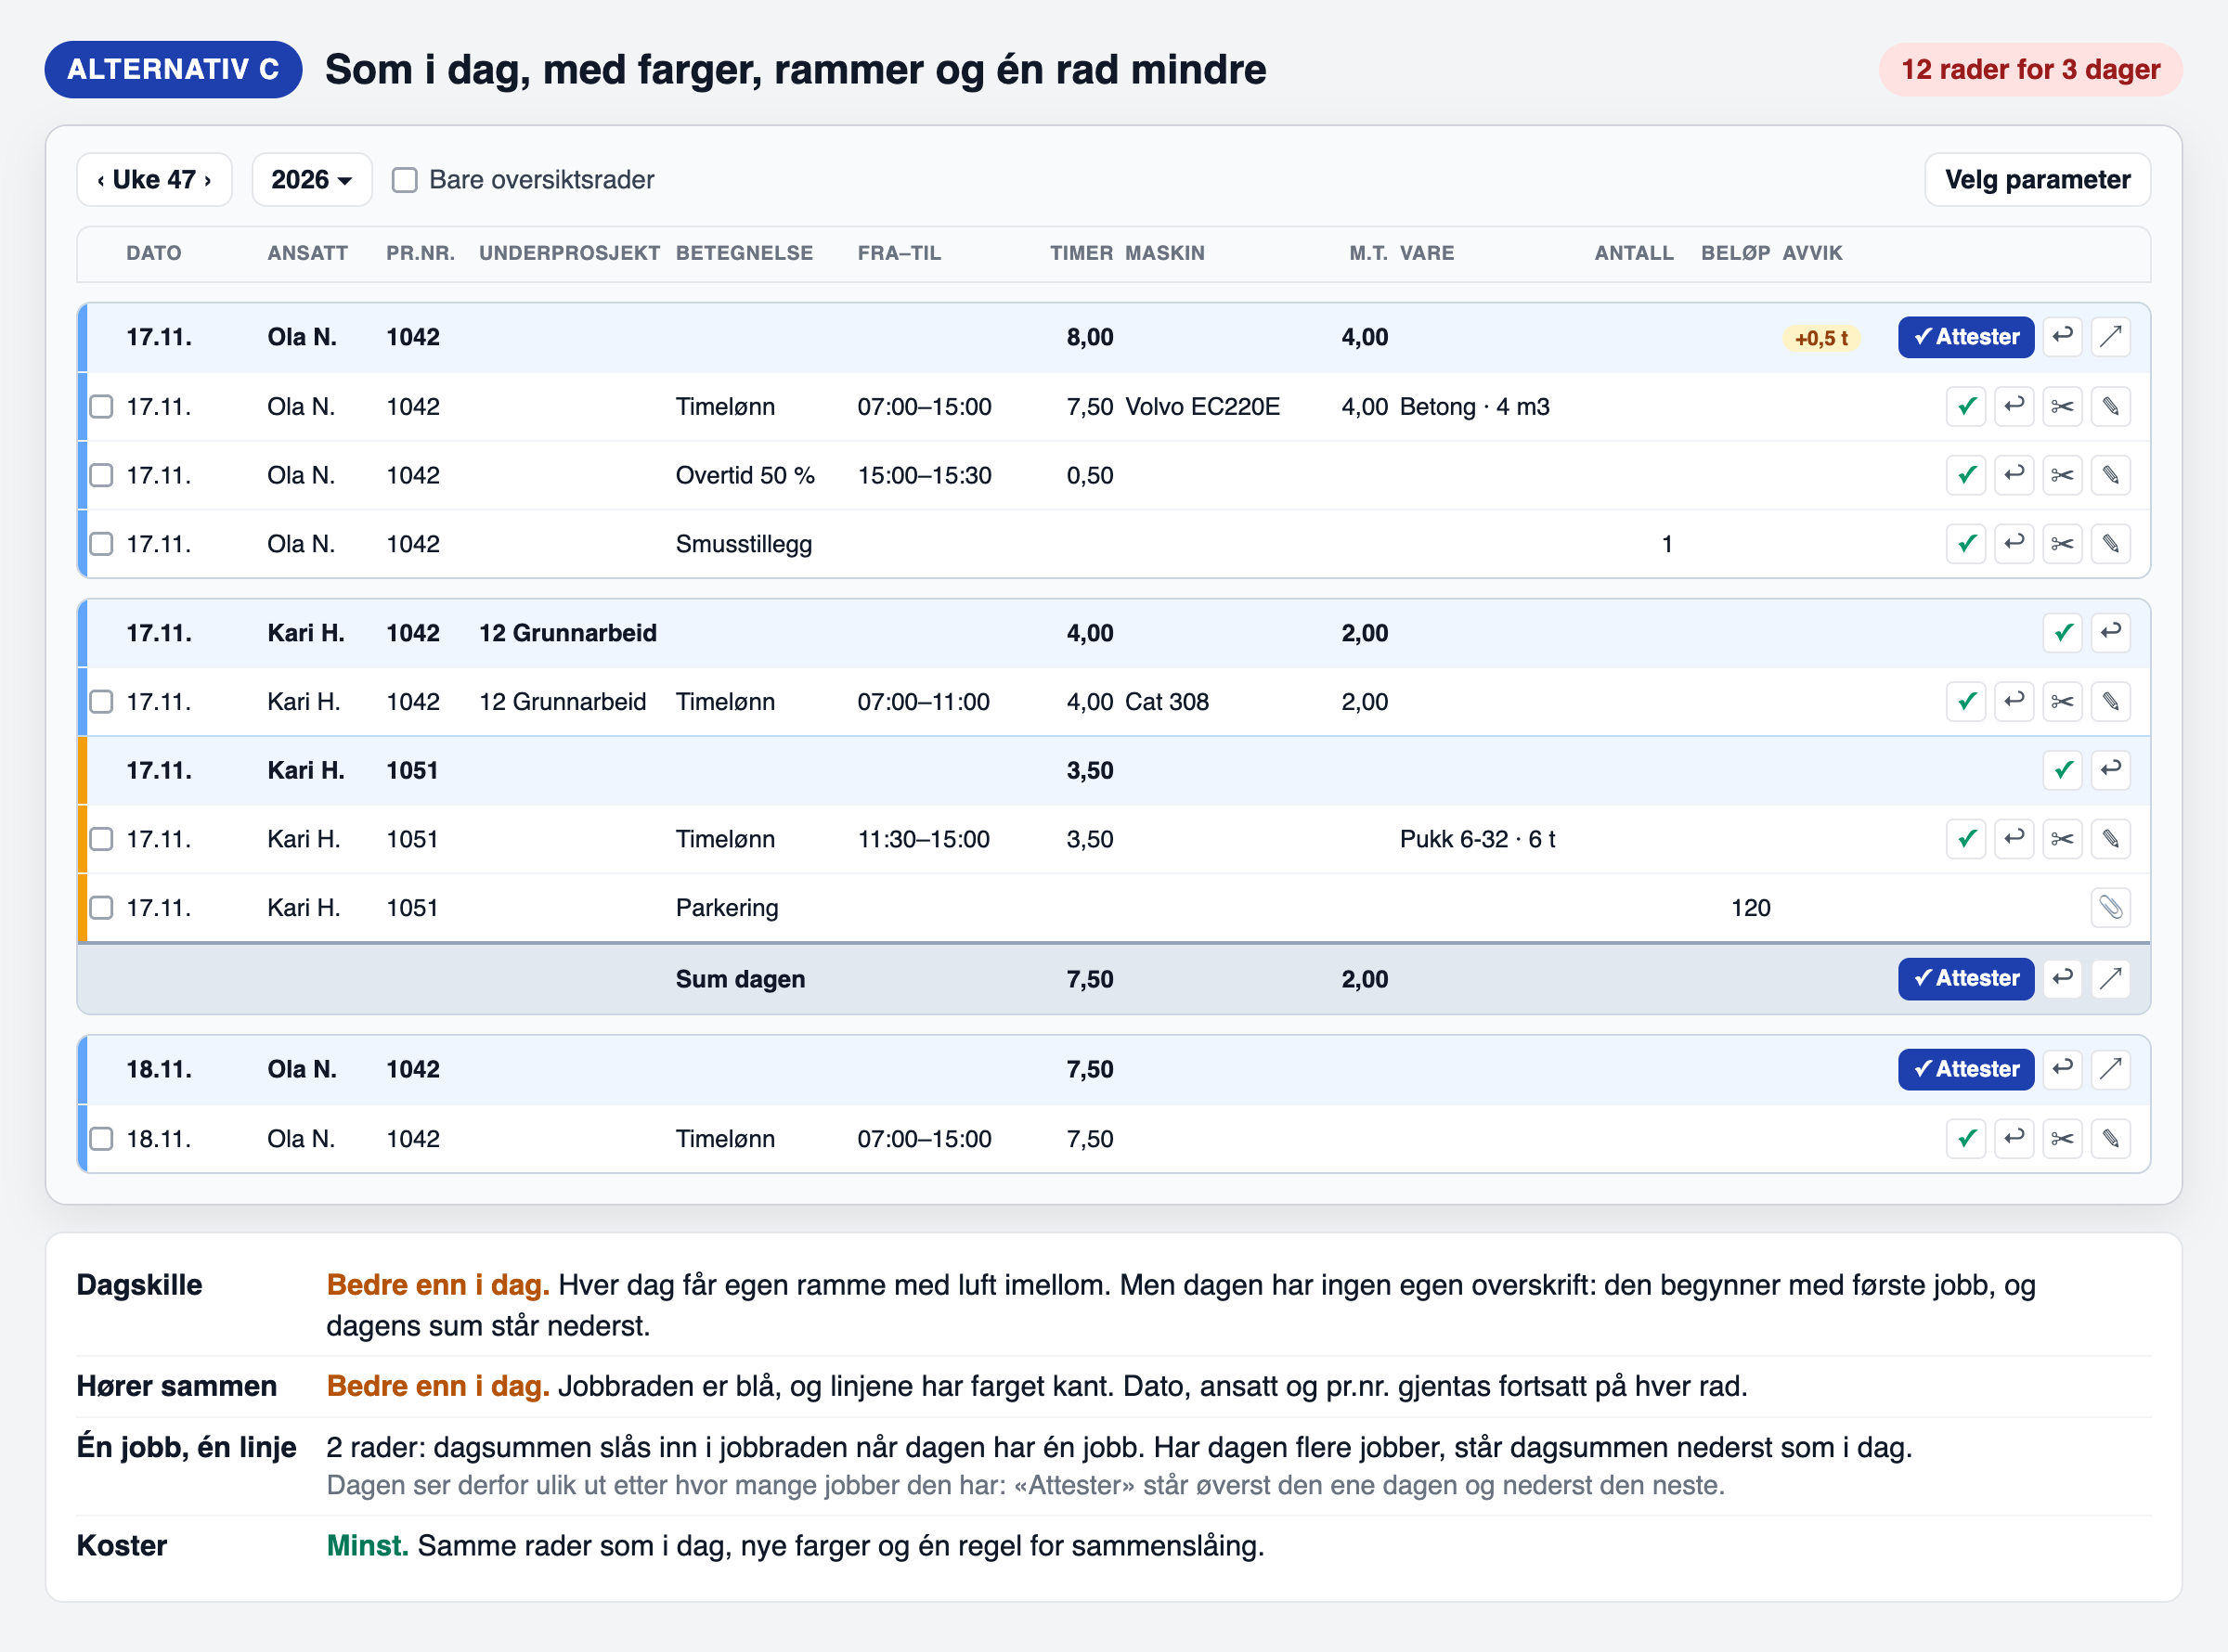 ALTERNATIV C Som i dag, med farger, rammer og én rad mindre 12 rader for 3 dager
‹ Uke 47 › 2026 Bare oversiktsrader Velg parameter
DATO ANSATT PR.NR. UNDERPROSJEKT BETEGNELSE FRA–TIL TIMER MASKIN M.T. VARE ANTALL BELØP AVVIK
17.11. Ola N. 1042 8,00 4,00 +0,5 t ✓ Attester
17.11. Ola N. 1042 Timelønn 07:00–15:00 7,50 Volvo EC220E 4,00 Betong · 4 m3
17.11. Ola N. 1042 Overtid 50 % 15:00–15:30 0,50
17.11. Ola N. 1042 Smusstillegg 1
17.11. Kari H. 1042 12 Grunnarbeid 4,00 2,00
17.11. Kari H. 1042 12 Grunnarbeid Timelønn 07:00–11:00 4,00 Cat 308 2,00
17.11. Kari H. 1051 3,50
17.11. Kari H. 1051 Timelønn 11:30–15:00 3,50 Pukk 6-32 · 6 t
17.11. Kari H. 1051 Parkering 120
Sum dagen 7,50 2,00 ✓ Attester
18.11. Ola N. 1042 7,50 ✓ Attester
18.11. Ola N. 1042 Timelønn 07:00–15:00 7,50
Dagskille Bedre enn i dag. Hver dag får egen ramme med luft imellom. Men dagen har ingen egen overskrift: den begynner med første jobb, og
dagens sum står nederst.
Hører sammen Bedre enn i dag. Jobbraden er blå, og linjene har farget kant. Dato, ansatt og pr.nr. gjentas fortsatt på hver rad.
Én jobb, én linje 2 rader: dagsummen slås inn i jobbraden når dagen har én jobb. Har dagen flere jobber, står dagsummen nederst som i dag.
Dagen ser derfor ulik ut etter hvor mange jobber den har: «Attester» står øverst den ene dagen og nederst den neste.
Koster Minst. Samme rader som i dag, nye farger og én regel for sammenslåing.